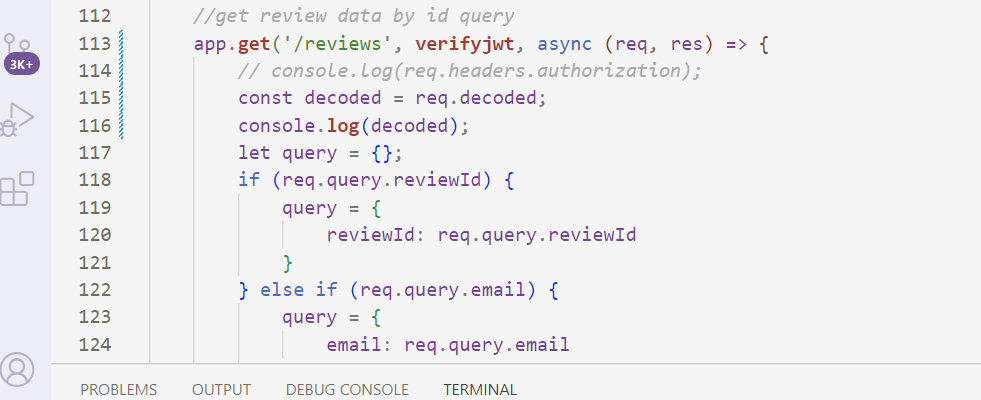 112 //get review data by id query
113 app.get('/reviews', verifyjwt, async (req, res) => {
114 // console.log(req.headers.authorization);
115 const decoded = req.decoded;
116 console.log(decoded);
117 let query = {};
118 if (req.query.reviewId) {
119 query = {
120 reviewId: req.query.reviewId
121 }
122 } else if (req.query.email) {
123 query = {
124 email: req.query.email
3K+
PROBLEMS OUTPUT DEBUG CONSOLE TERMINAL